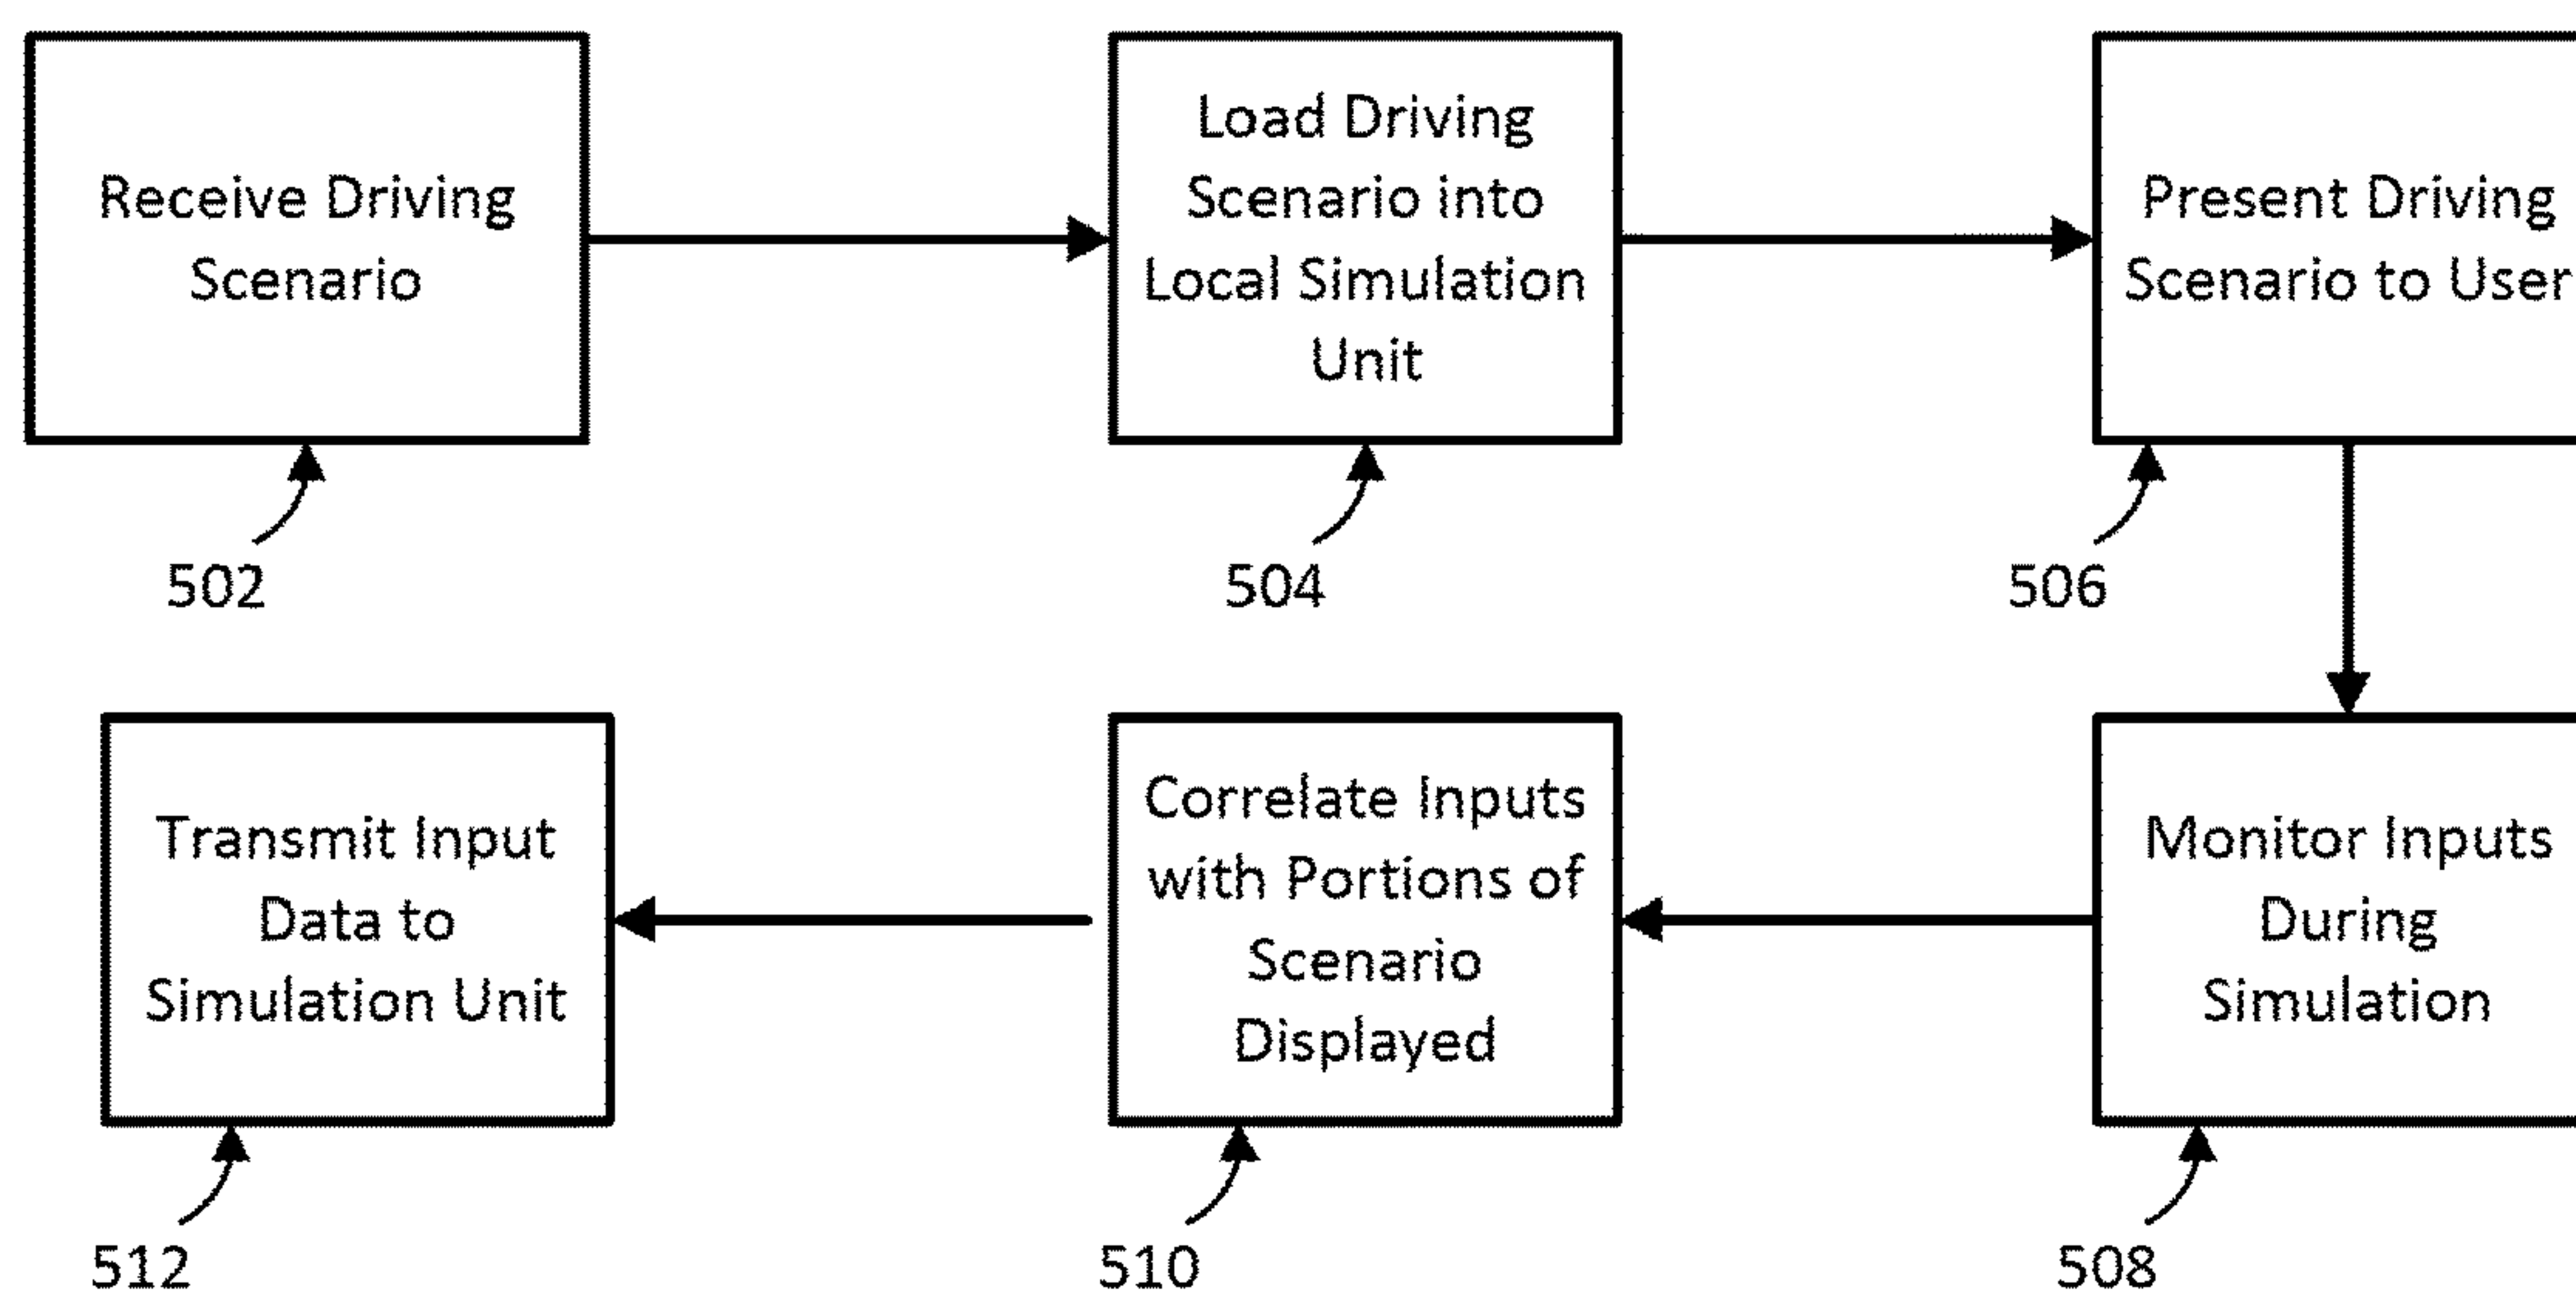 Receive Driving
Scenario
502
Load Driving
Scenario into
Local Simulation
Unit
504
Present Driving
Scenario to User
506
Monitor Inputs
During
Simulation
508
Correlate Inputs
with Portions of
Scenario
Displayed
510
Transmit Input
Data to
Simulation Unit
512